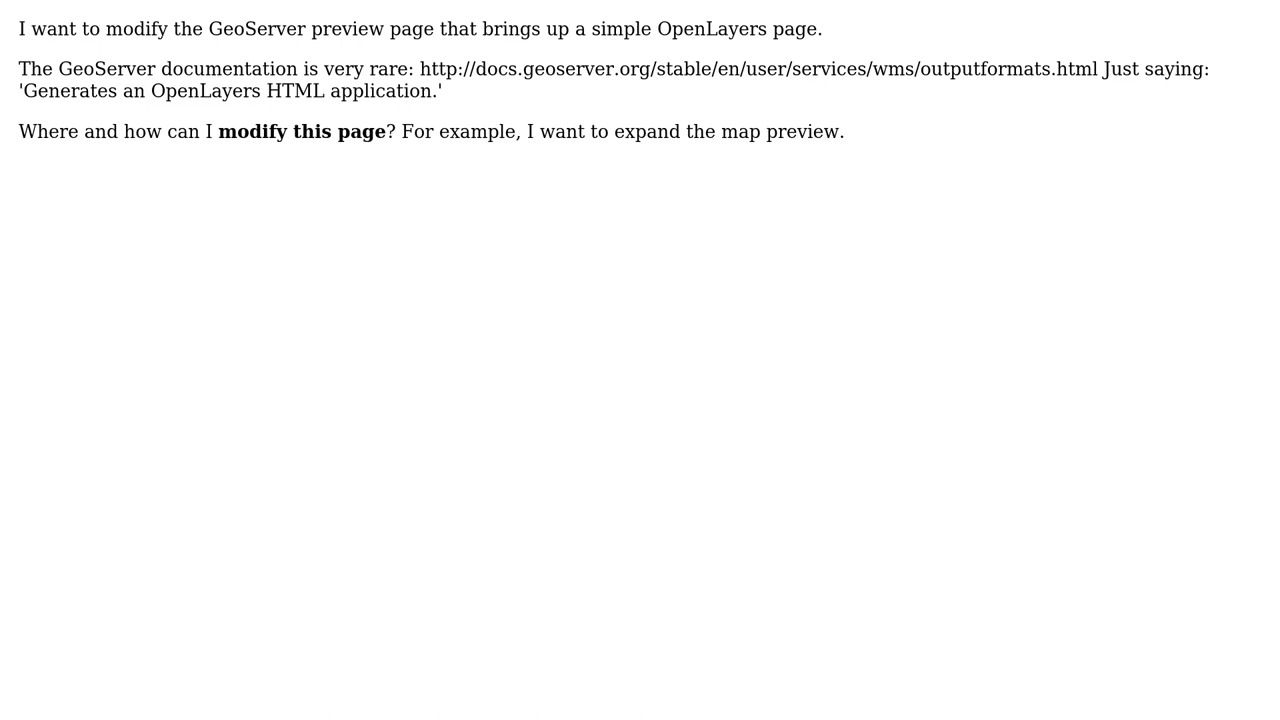 I want to modify the GeoServer preview page that brings up a simple OpenLayers page.
The GeoServer documentation is very rare: http://docs.geoserver.org/stable/en/user/services/wms/outputformats.html Just saying:
'Generates an OpenLayers HTML application.'
Where and how can I modify this page? For example, I want to expand the map preview.